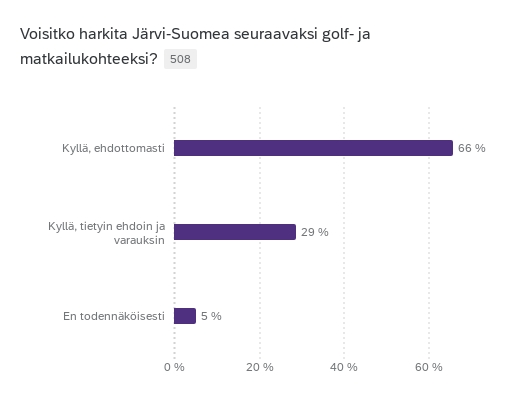 Voisitko harkita Järvi-Suomea seuraavaksi golf- ja
matkailukohteeksi? 508
Kyllä, ehdottomasti 66 %
Kyllä, tietyin ehdoin ja
varauksin 29 %
En todennäköisesti 5 %
0 % 20 % 40 % 60 %